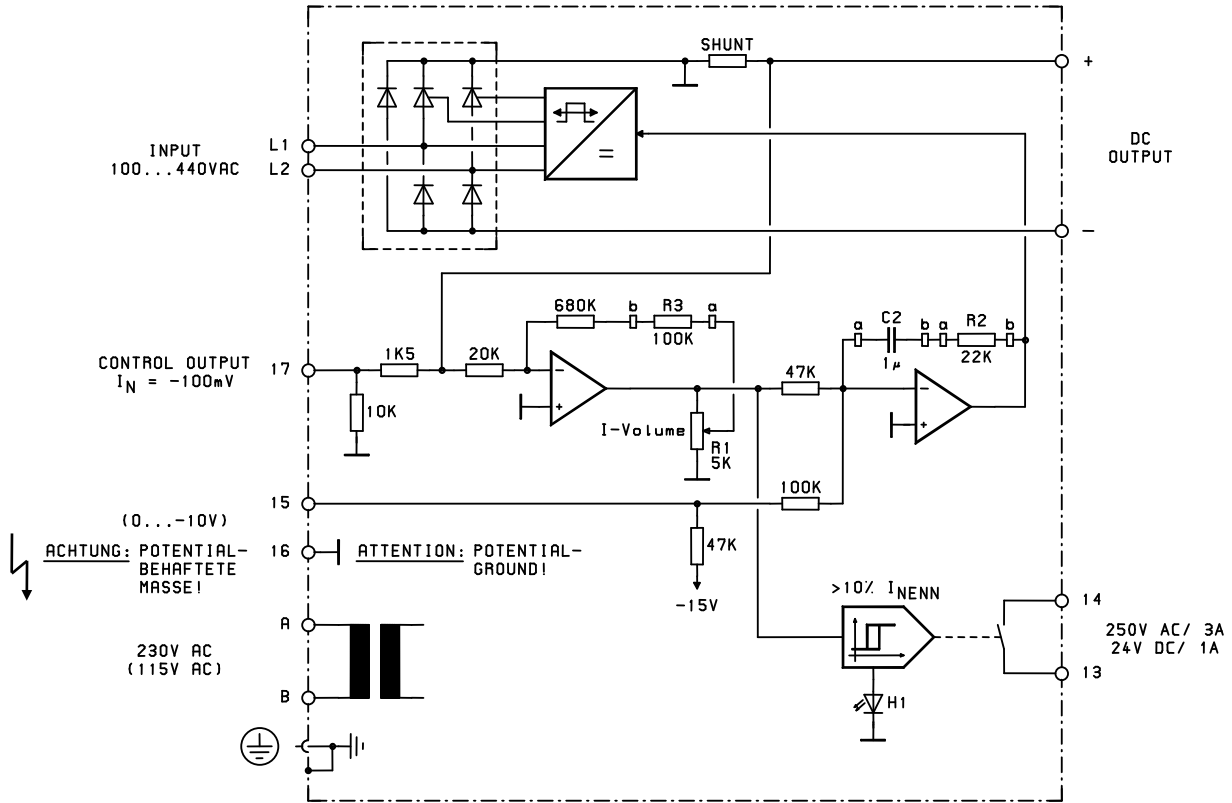 SHUNT
+
INPUT
100...440VAC
L1
L2
=
DC
OUTPUT
−
680K
b
R3
a
100K
a
C2
b
a
R2
b
1µ
22K
CONTROL OUTPUT
I_N = -100mV
17
1K5
20K
10K
−
+
47K
−
+
I-Volume
R1
5K
15
100K
(0...-10V)
47K
-15V
ACHTUNG: POTENTIAL-
BEHAFTETE
MASSE!
16
ATTENTION: POTENTIAL-
GROUND!
>10% I_NENN
14
250V AC/ 3A
24V DC/ 1A
13
A
230V AC
(115V AC)
B
H1